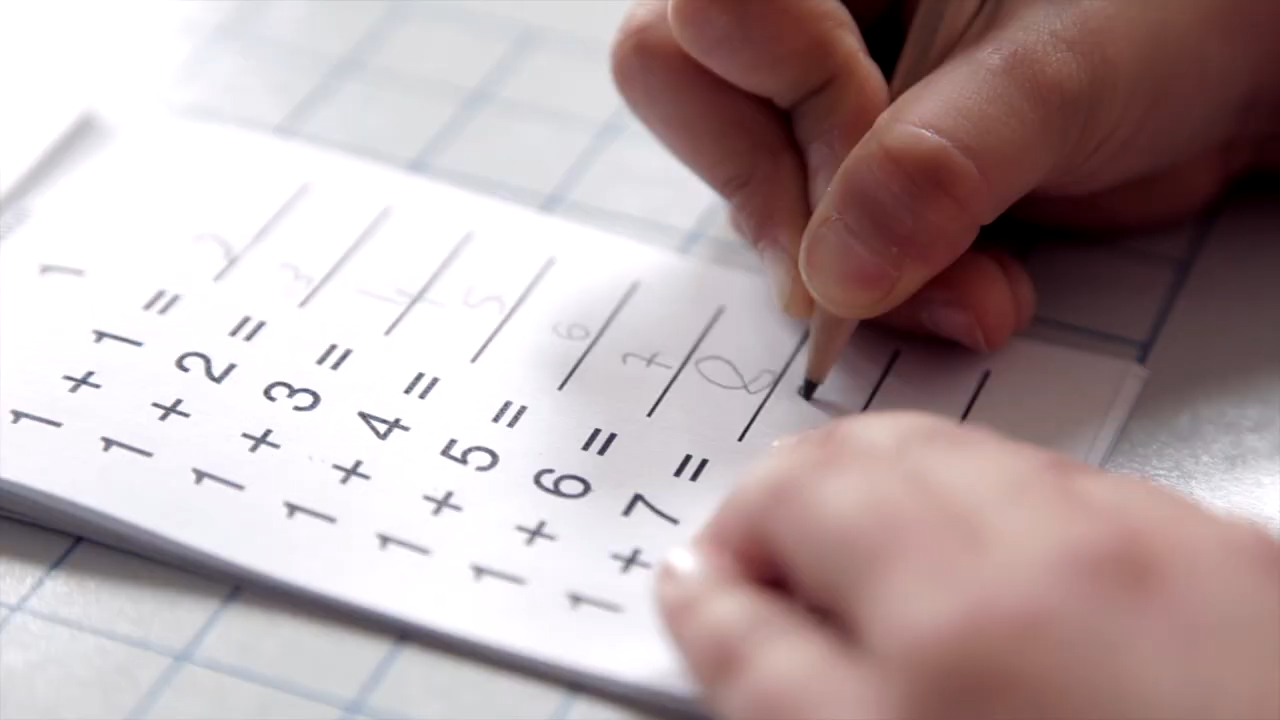 1
1 + 1 = 2
1 + 2 = 3
1 + 3 = 4
1 + 4 = 5
1 + 5 = 6
1 + 6 = 7
1 + 7 = 8